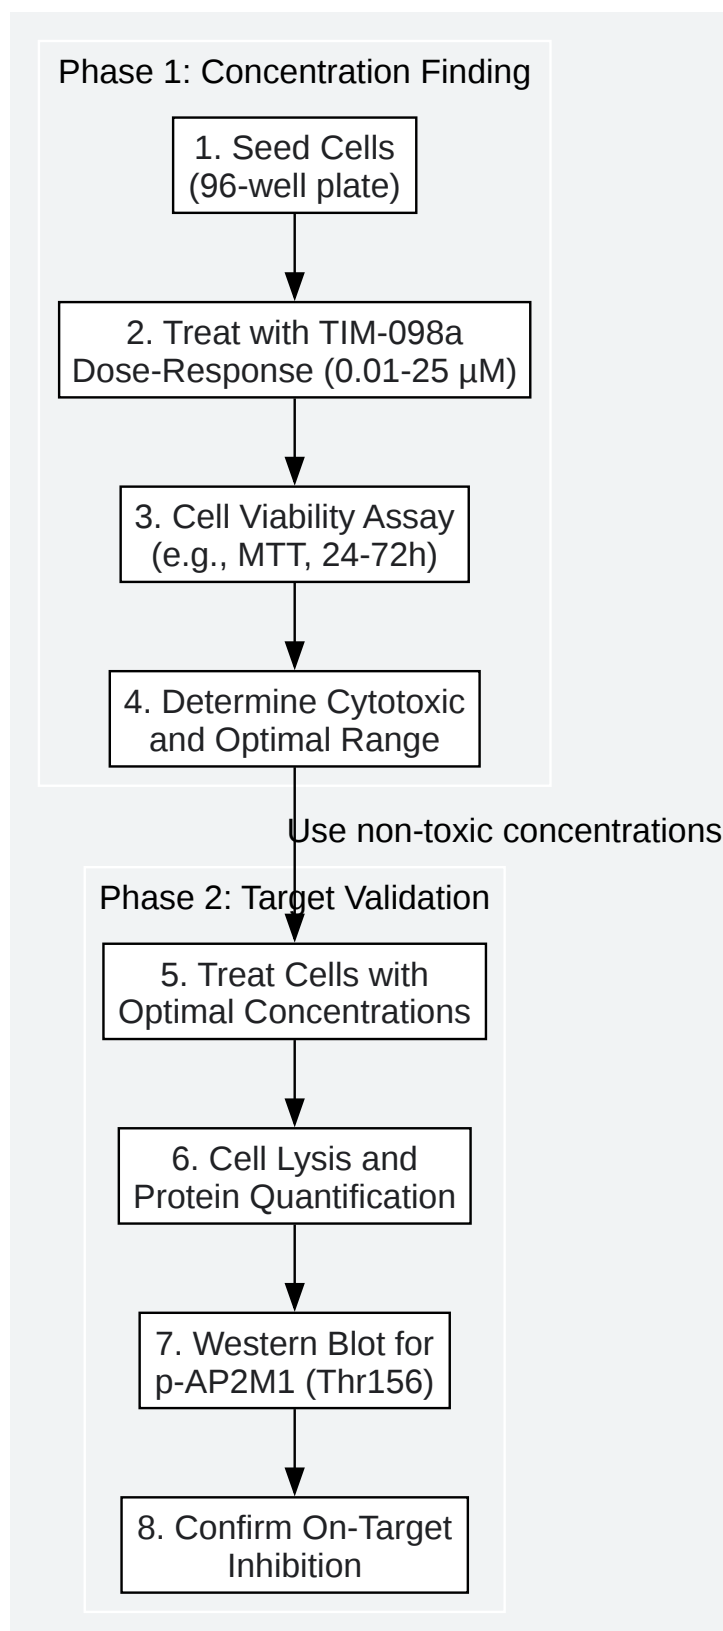 Phase 1: Concentration Finding
1. Seed Cells
(96-well plate)
2. Treat with TIM-098a
Dose-Response (0.01-25 µM)
3. Cell Viability Assay
(e.g., MTT, 24-72h)
4. Determine Cytotoxic
and Optimal Range
Use non-toxic concentrations
Phase 2: Target Validation
5. Treat Cells with
Optimal Concentrations
6. Cell Lysis and
Protein Quantification
7. Western Blot for
p-AP2M1 (Thr156)
8. Confirm On-Target
Inhibition